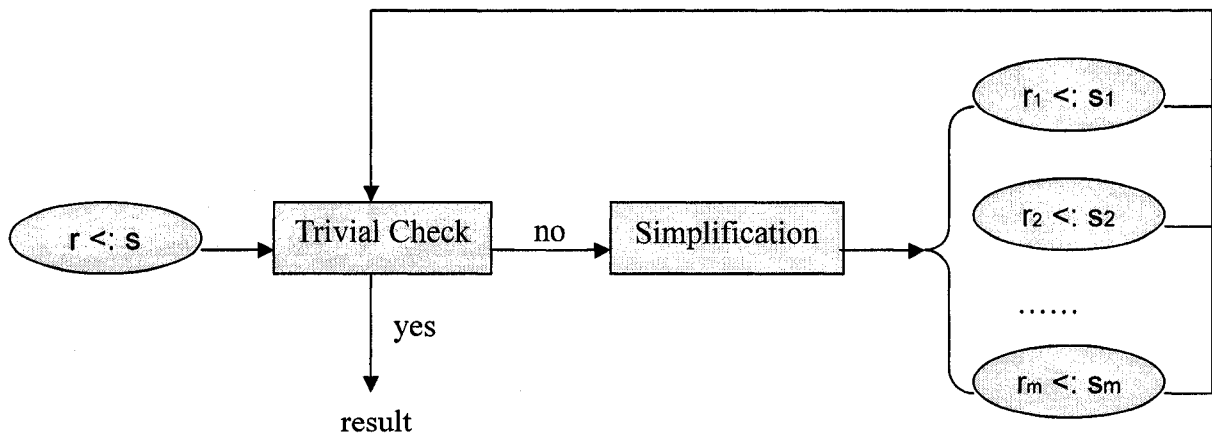 r <: s
Trivial Check
no
Simplification
yes
result
r₁ <: s₁
r₂ <: s₂
......
rₘ <: sₘ